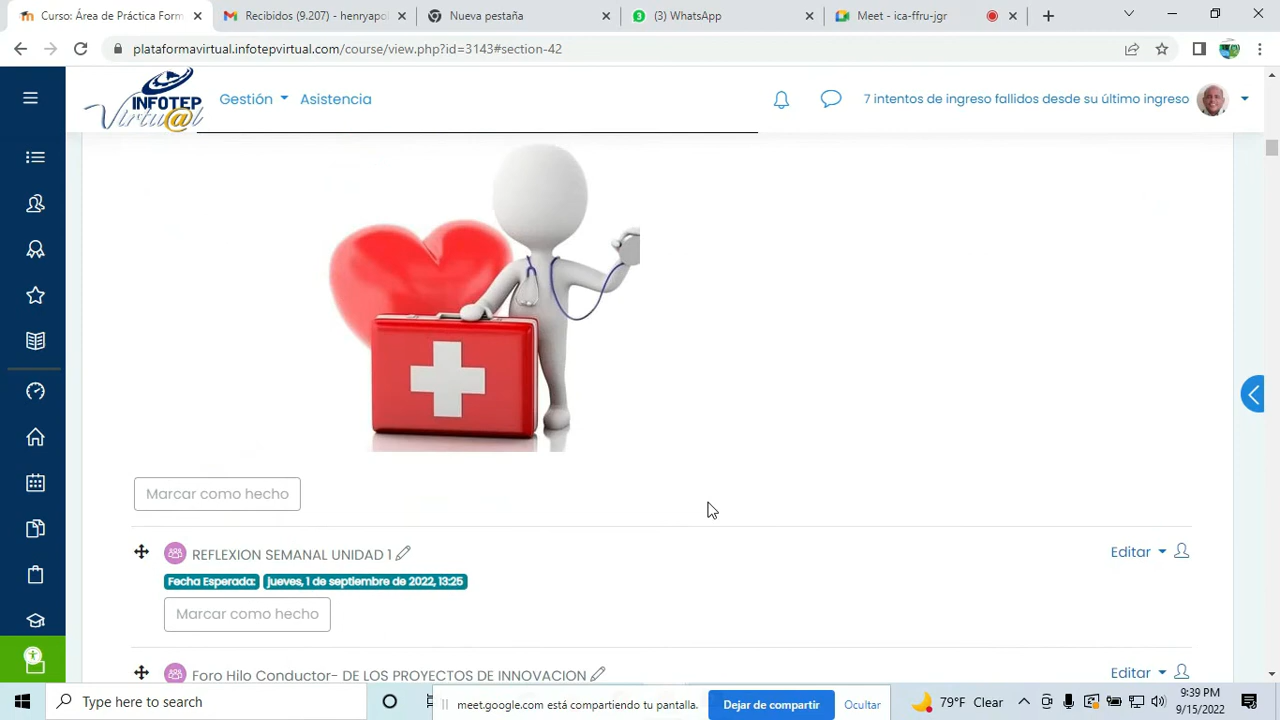 Curso: Área de Práctica Form
Recibidos (9.207) - henryapol
Nueva pestaña
(3) WhatsApp
Meet - ica-ffru-jgr
plataformavirtual.infotepvirtual.com/course/view.php?id=3143#section-42
INFOTEP
Virtu@l
Gestión
Asistencia
7 intentos de ingreso fallidos desde su último ingreso
Marcar como hecho
REFLEXION SEMANAL UNIDAD 1
Editar
Fecha Esperada: jueves, 1 de septiembre de 2022, 13:25
Marcar como hecho
Foro Hilo Conductor- DE LOS PROYECTOS DE INNOVACION
Editar
Type here to search
meet.google.com está compartiendo tu pantalla.
Dejar de compartir
Ocultar
79°F Clear
9:39 PM
9/15/2022